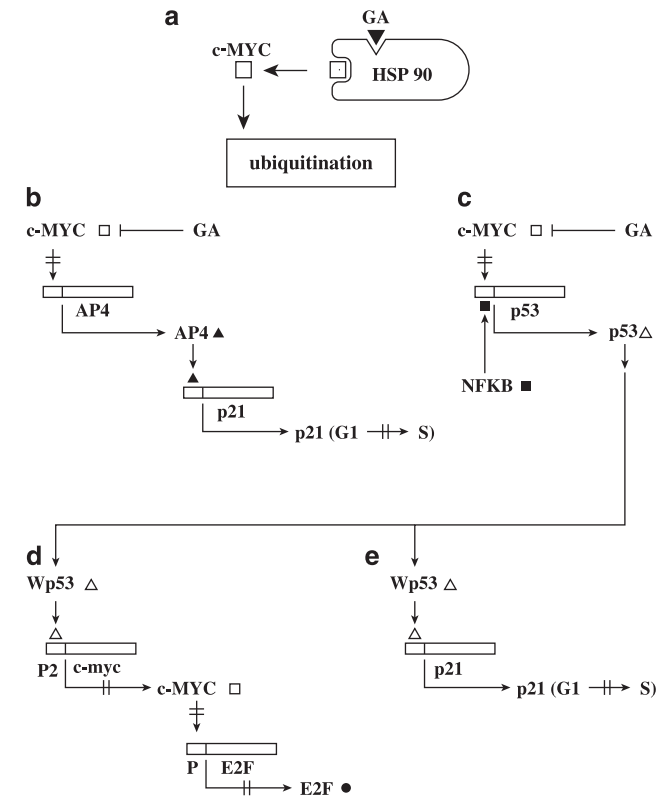 a
GA
c-MYC
HSP 90
ubiquitination
b
c-MYC GA
AP4
AP4
p21
p21 (G1 S)
c
c-MYC GA
p53
p53
NFKB
d
Wp53
P2 c-myc
c-MYC
P E2F
E2F
e
Wp53
p21
p21 (G1 S)